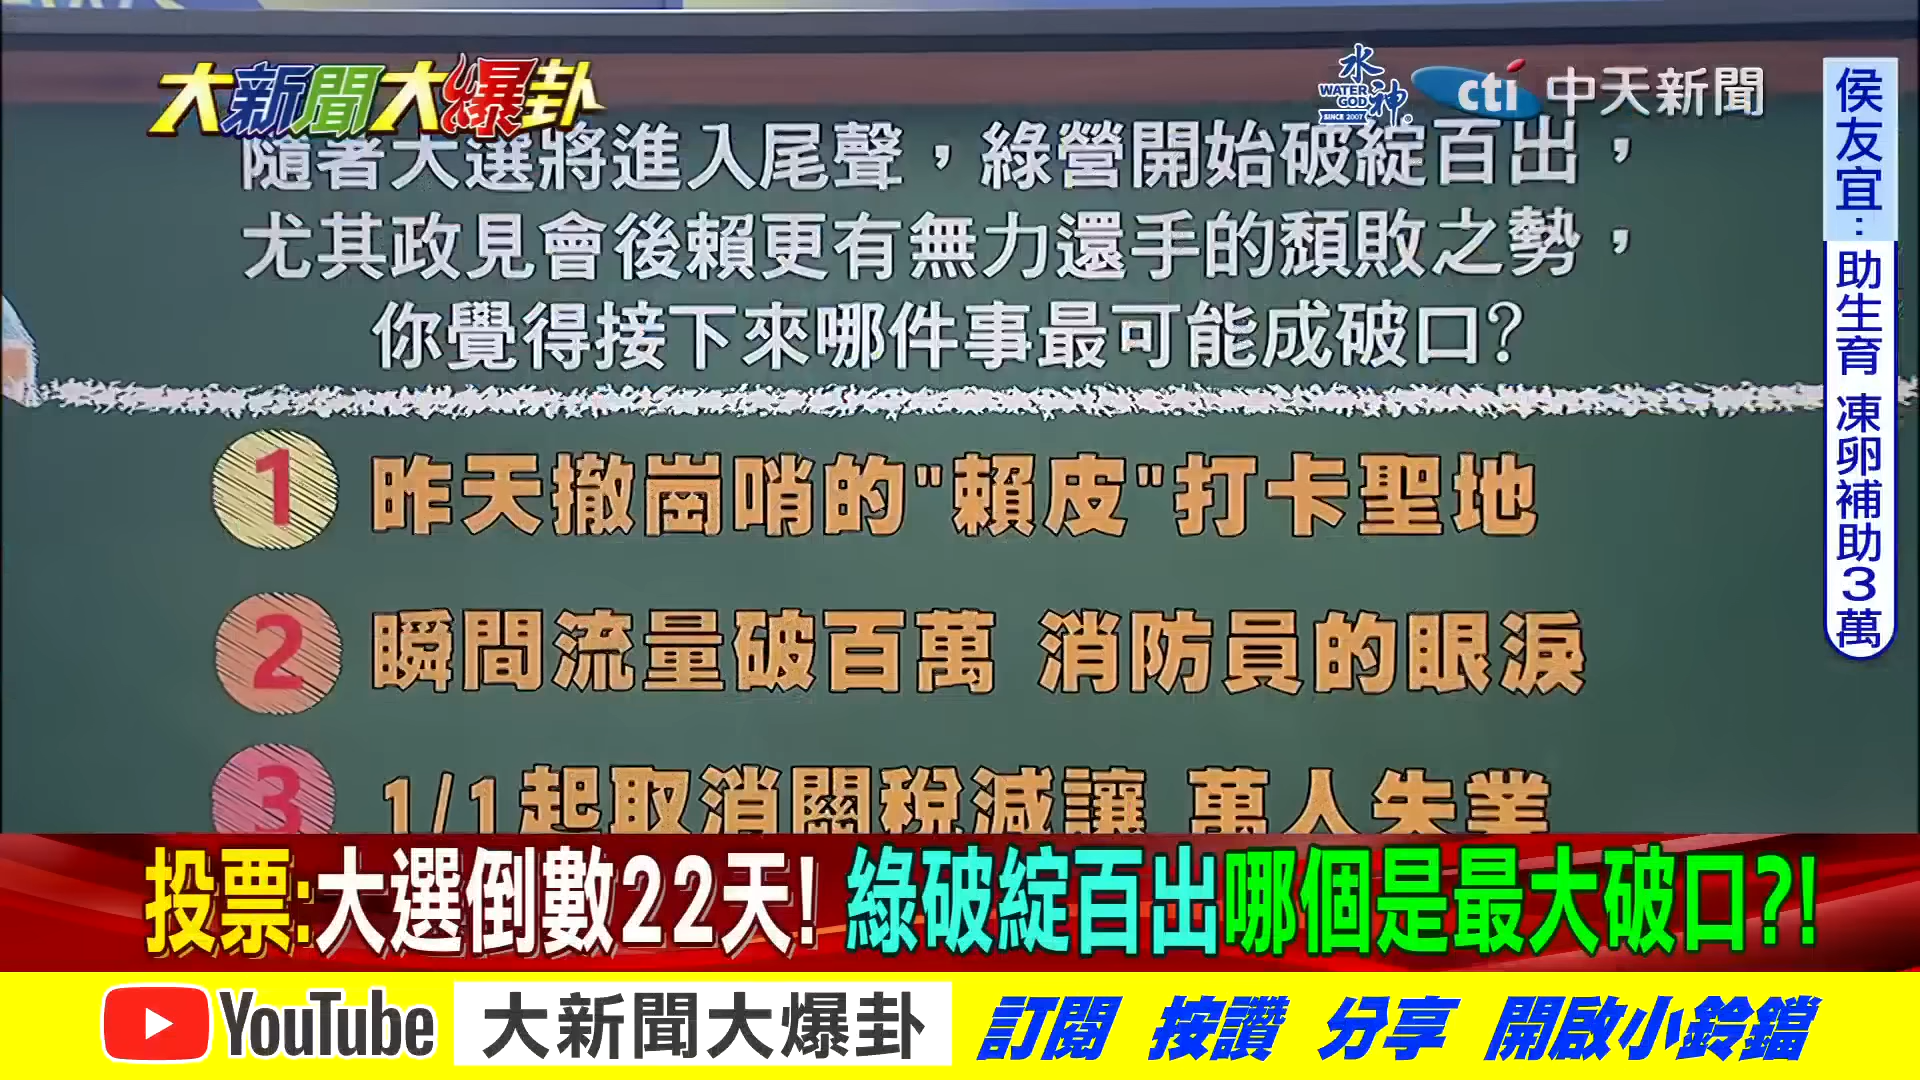 大新聞大爆卦
水神
WATER GOD
SINCE 2007
cti 中天新聞
隨著大選將進入尾聲，綠營開始破綻百出，
尤其政見會後賴更有無力還手的頹敗之勢，
你覺得接下來哪件事最可能成破口?
1 昨天撤崗哨的"賴皮"打卡聖地
2 瞬間流量破百萬 消防員的眼淚
3 1/1起取消關稅減讓 萬人失業
侯友宜：助生育 凍卵補助3萬
投票:大選倒數22天! 綠破綻百出哪個是最大破口?!
YouTube 大新聞大爆卦 訂閱 按讚 分享 開啟小鈴鐺